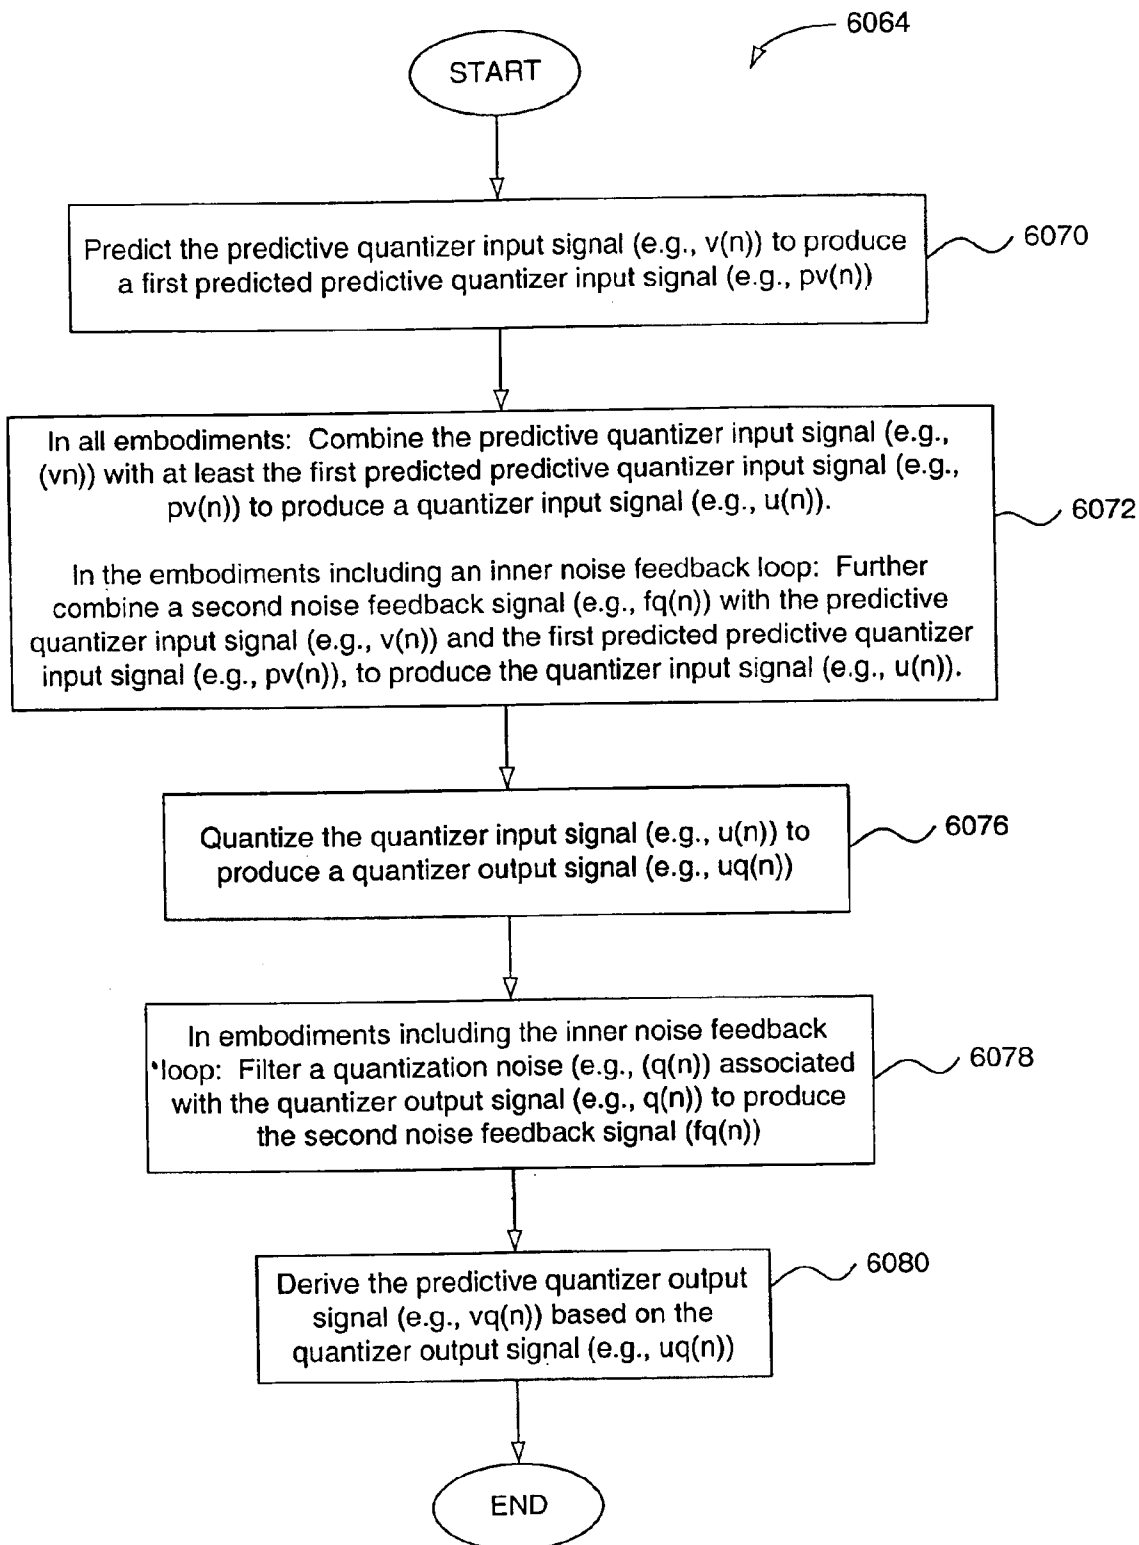 6064
START
Predict the predictive quantizer input signal (e.g., v(n)) to produce
a first predicted predictive quantizer input signal (e.g., pv(n))
6070
In all embodiments: Combine the predictive quantizer input signal (e.g.,
(vn)) with at least the first predicted predictive quantizer input signal (e.g.,
pv(n)) to produce a quantizer input signal (e.g., u(n)).
6072
In the embodiments including an inner noise feedback loop: Further
combine a second noise feedback signal (e.g., fq(n)) with the predictive
quantizer input signal (e.g., v(n)) and the first predicted predictive quantizer
input signal (e.g., pv(n)), to produce the quantizer input signal (e.g., u(n)).
Quantize the quantizer input signal (e.g., u(n)) to
produce a quantizer output signal (e.g., uq(n))
6076
In embodiments including the inner noise feedback
loop: Filter a quantization noise (e.g., (q(n)) associated
with the quantizer output signal (e.g., q(n)) to produce
the second noise feedback signal (fq(n))
6078
Derive the predictive quantizer output
signal (e.g., vq(n)) based on the
quantizer output signal (e.g., uq(n))
6080
END